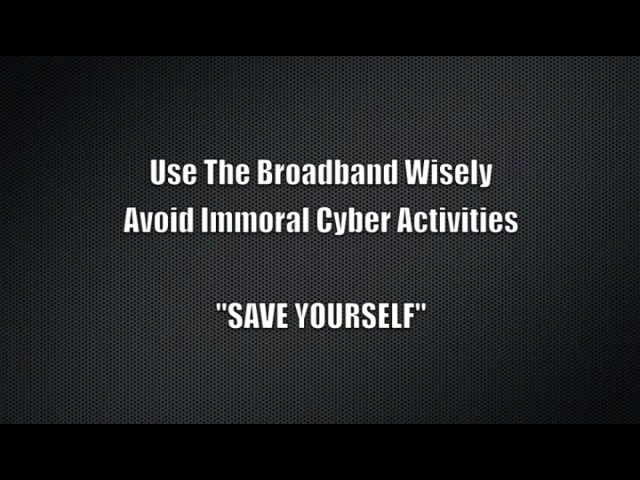 Use The Broadband Wisely
Avoid Immoral Cyber Activities
"SAVE YOURSELF"